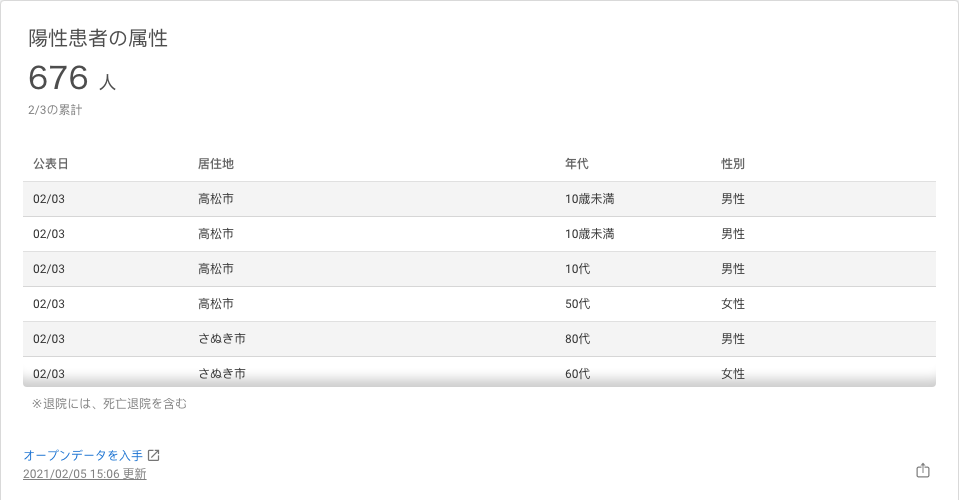 陽性患者の属性
676 人
2/3の累計
公表日 居住地 年代 性別
02/03 高松市 10歳未満 男性
02/03 高松市 10歳未満 男性
02/03 高松市 10代 男性
02/03 高松市 50代 女性
02/03 さぬき市 80代 男性
02/03 さぬき市 60代 女性
※退院には、死亡退院を含む
オープンデータを入手
2021/02/05 15:06 更新